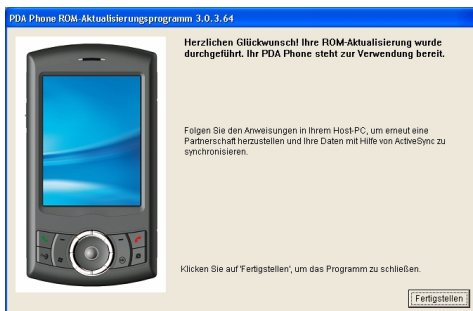 PDA Phone ROM-Aktualisierungsprogramm 3.0.3.64
Herzlichen Glückwunsch! Ihre ROM-Aktualisierung wurde
durchgeführt. Ihr PDA Phone steht zur Verwendung bereit.
Folgen Sie den Anweisungen in Ihrem Host-PC, um erneut eine
Partnerschaft herzustellen und Ihre Daten mit Hilfe von ActiveSync zu
synchronisieren.
Klicken Sie auf 'Fertigstellen', um das Programm zu schließen.
Fertigstellen